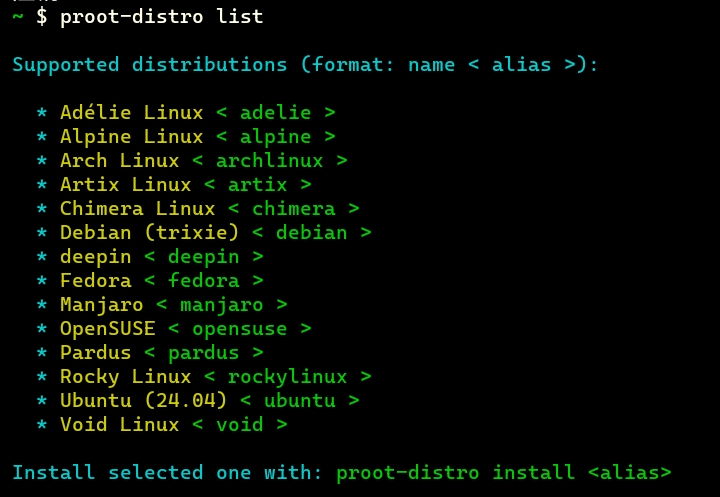 ~ $ proot-distro list
Supported distributions (format: name < alias >):
* Adélie Linux < adelie >
* Alpine Linux < alpine >
* Arch Linux < archlinux >
* Artix Linux < artix >
* Chimera Linux < chimera >
* Debian (trixie) < debian >
* deepin < deepin >
* Fedora < fedora >
* Manjaro < manjaro >
* OpenSUSE < opensuse >
* Pardus < pardus >
* Rocky Linux < rockylinux >
* Ubuntu (24.04) < ubuntu >
* Void Linux < void >
Install selected one with: proot-distro install <alias>